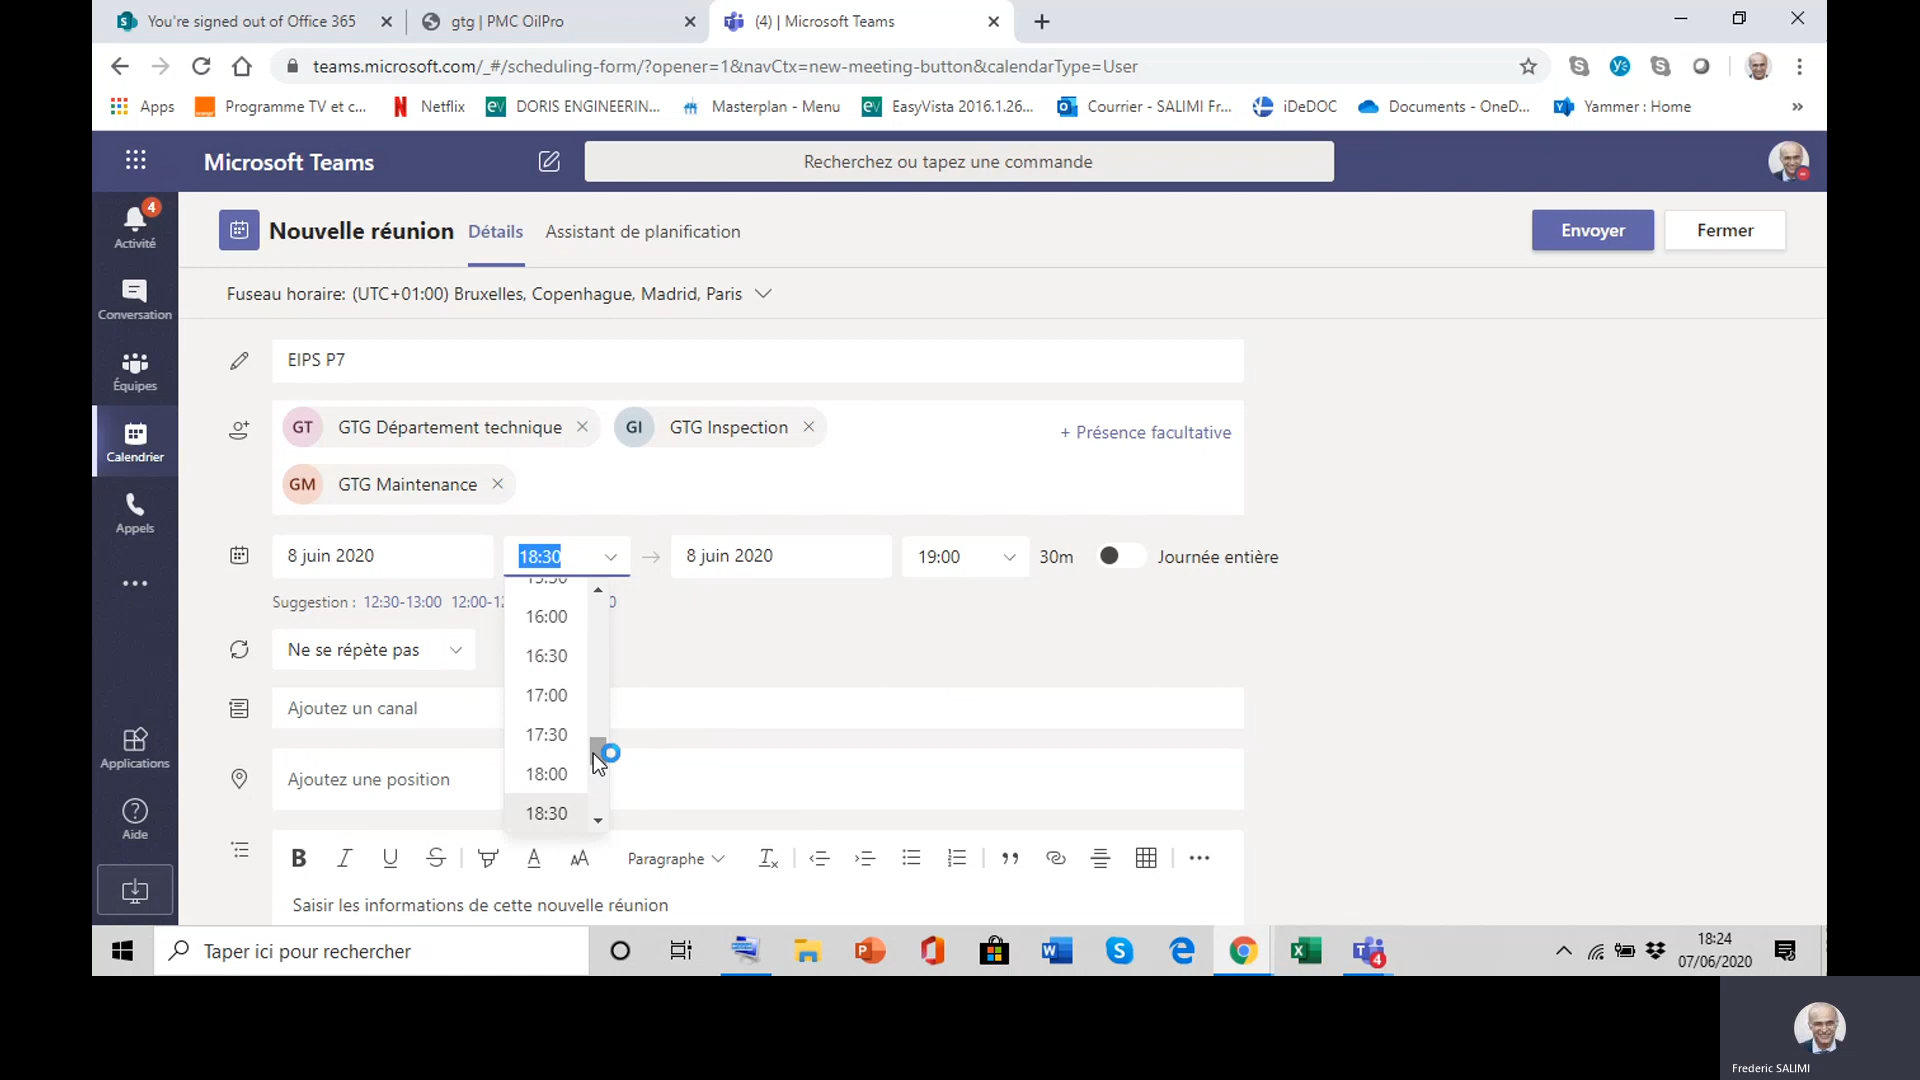 You're signed out of Office 365
gtg | PMC OilPro
(4) | Microsoft Teams
teams.microsoft.com/_#/scheduling-form/?opener=1&navCtx=new-meeting-button&calendarType=User
Apps
Programme TV et c...
Netflix
DORIS ENGINEERIN...
Masterplan - Menu
EasyVista 2016.1.26...
Courrier - SALIMI Fr...
iDeDOC
Documents - OneD...
Yammer : Home
Microsoft Teams
Recherchez ou tapez une commande
4
Activité
Conversation
Équipes
Calendrier
Appels
Applications
Aide
Nouvelle réunion
Détails
Assistant de planification
Envoyer
Fermer
Fuseau horaire: (UTC+01:00) Bruxelles, Copenhague, Madrid, Paris
EIPS P7
GT GTG Département technique
GI GTG Inspection
+ Présence facultative
GM GTG Maintenance
8 juin 2020
18:30
8 juin 2020
19:00
30m
Journée entière
Suggestion : 12:30-13:00 12:00-12
15:30
16:00
16:30
17:00
17:30
18:00
18:30
Ne se répète pas
Ajoutez un canal
Ajoutez une position
B I U S A AA Paragraphe
Saisir les informations de cette nouvelle réunion
Taper ici pour rechercher
4
18:24
07/06/2020
Frederic SALIMI